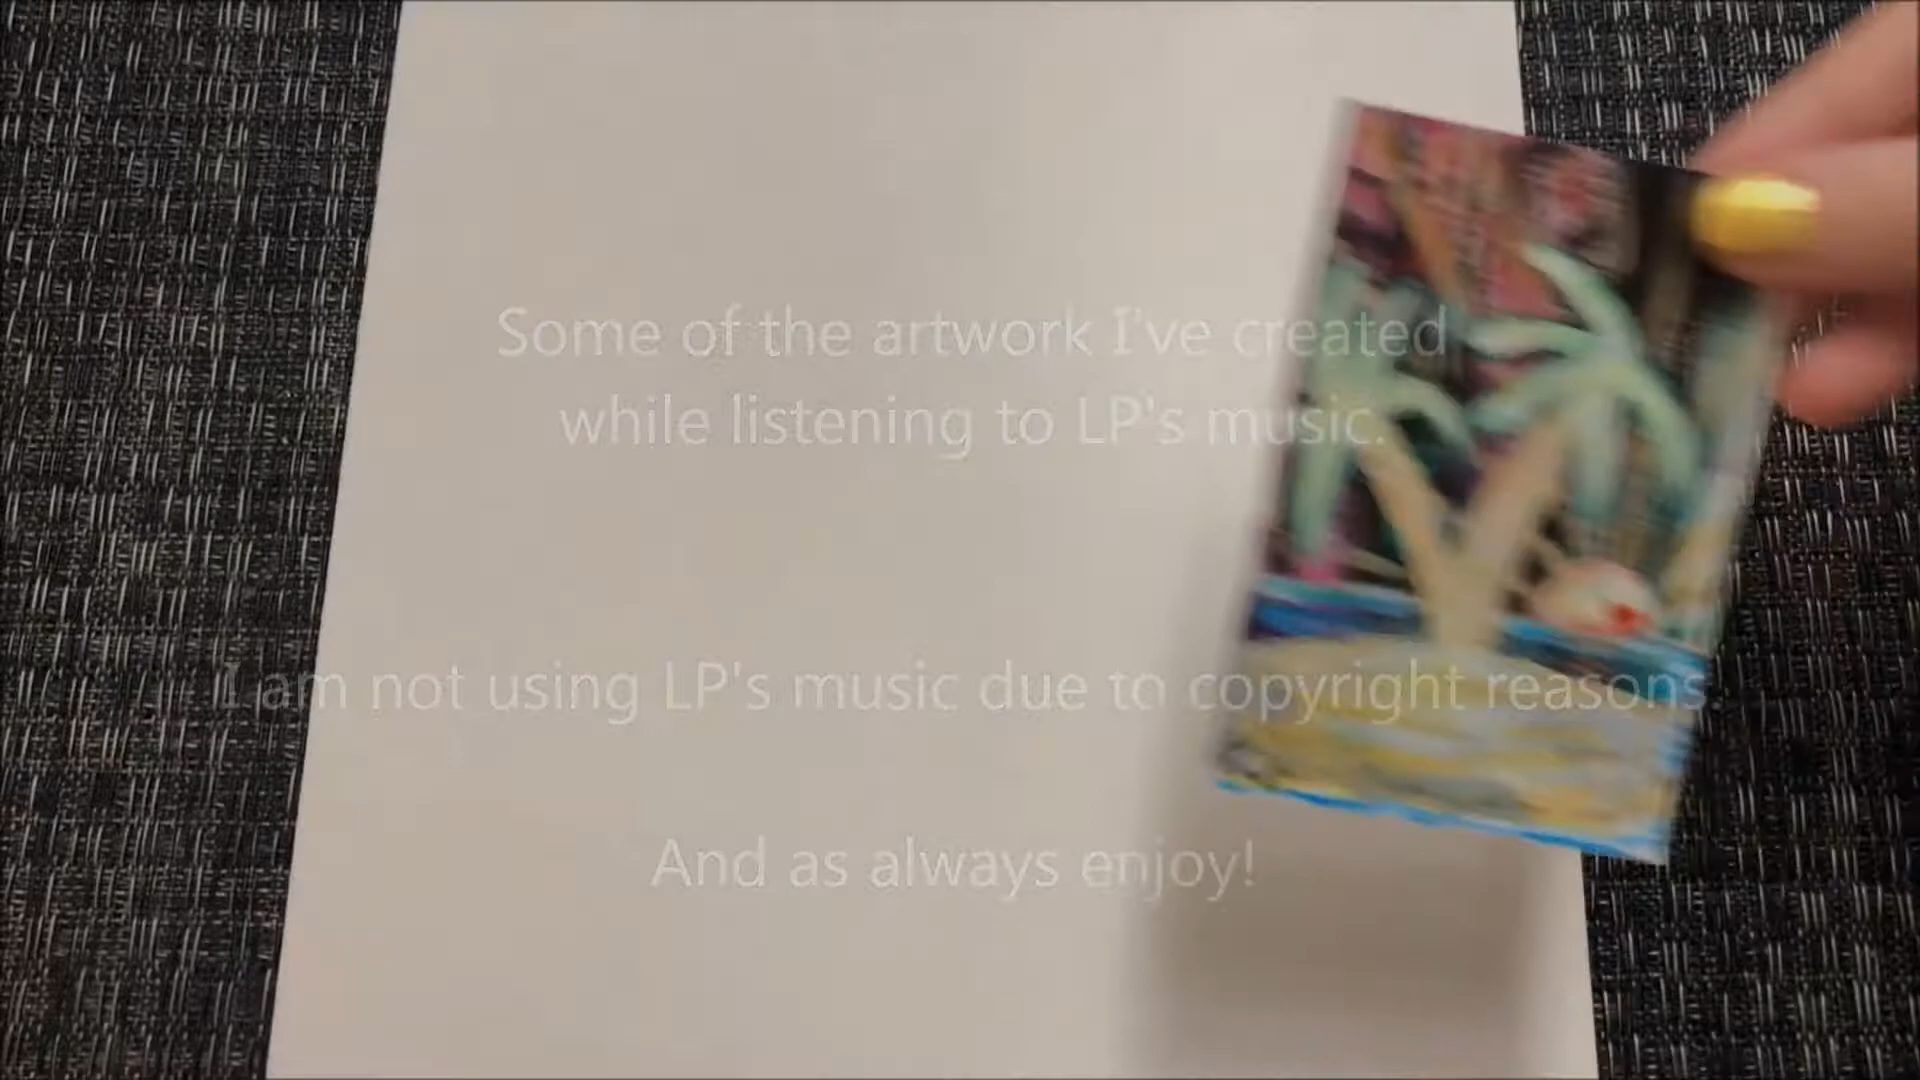 Some of the artwork I've created
while listening to LP's music.
I am not using LP's music due to copyright reasons.
And as always enjoy!